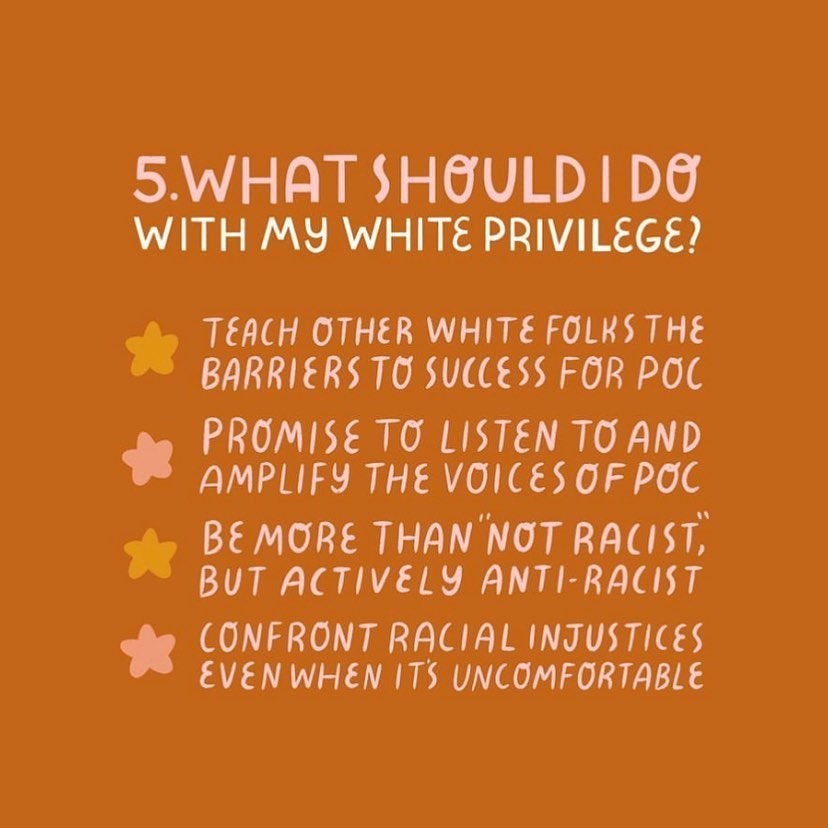 5. WHAT SHOULD I DO
WITH MY WHITE PRIVILEGE?
TEACH OTHER WHITE FOLKS THE
BARRIERS TO SUCCESS FOR POC
PROMISE TO LISTEN TO AND
AMPLIFY THE VOICES OF POC
BE MORE THAN "NOT RACIST",
BUT ACTIVELY ANTI-RACIST
CONFRONT RACIAL INJUSTICES
EVEN WHEN IT'S UNCOMFORTABLE